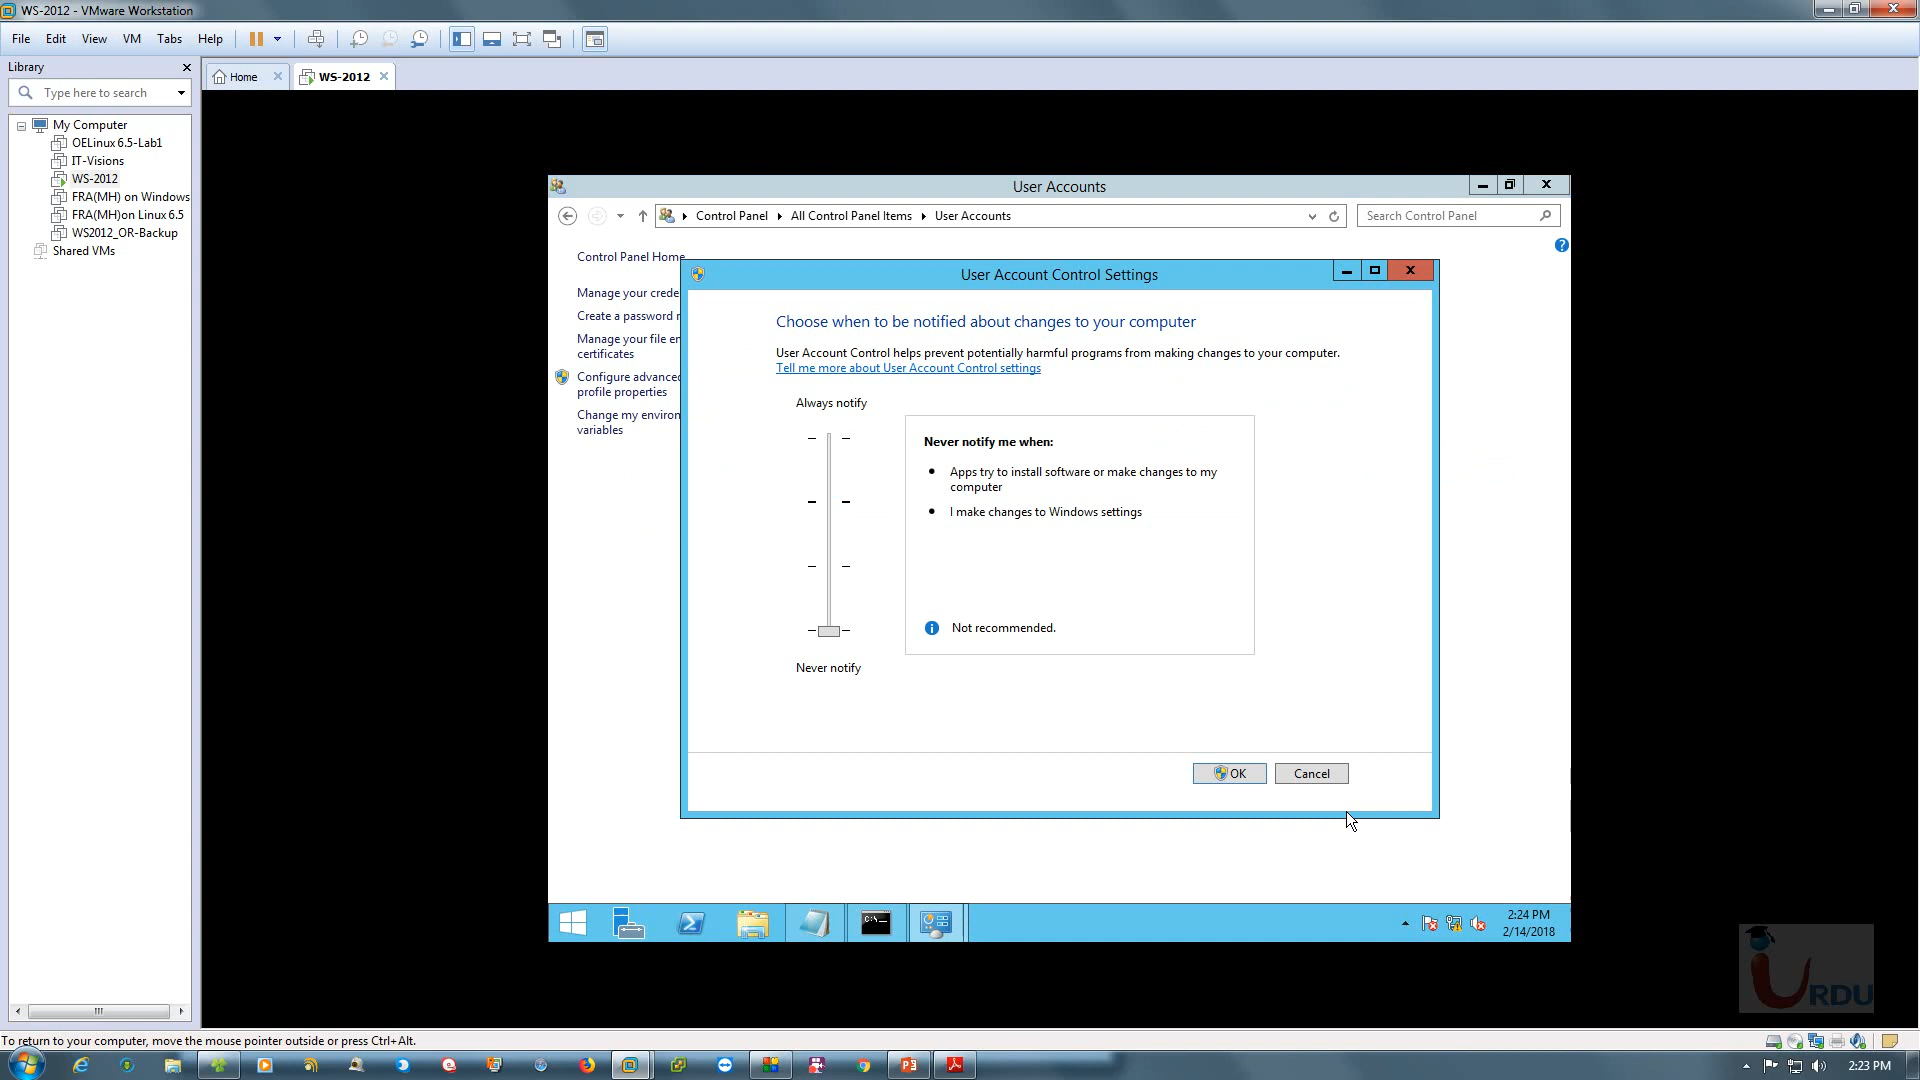 WS-2012 - VMware Workstation
File Edit View VM Tabs Help
Library
Type here to search
Home
WS-2012
My Computer
OELinux 6.5-Lab1
IT-Visions
WS-2012
FRA(MH) on Windows
FRA(MH)on Linux 6.5
WS2012_OR-Backup
Shared VMs
User Accounts
Control Panel
All Control Panel Items
User Accounts
Search Control Panel
Control Panel Home
Manage your crede
Create a password r
Manage your file en
certificates
Configure advanced
profile properties
Change my environ
variables
User Account Control Settings
Choose when to be notified about changes to your computer
User Account Control helps prevent potentially harmful programs from making changes to your computer.
Tell me more about User Account Control settings
Always notify
Never notify me when:
Apps try to install software or make changes to my
computer
I make changes to Windows settings
Not recommended.
Never notify
OK
Cancel
2:24 PM
2/14/2018
URDU
To return to your computer, move the mouse pointer outside or press Ctrl+Alt.
2:23 PM